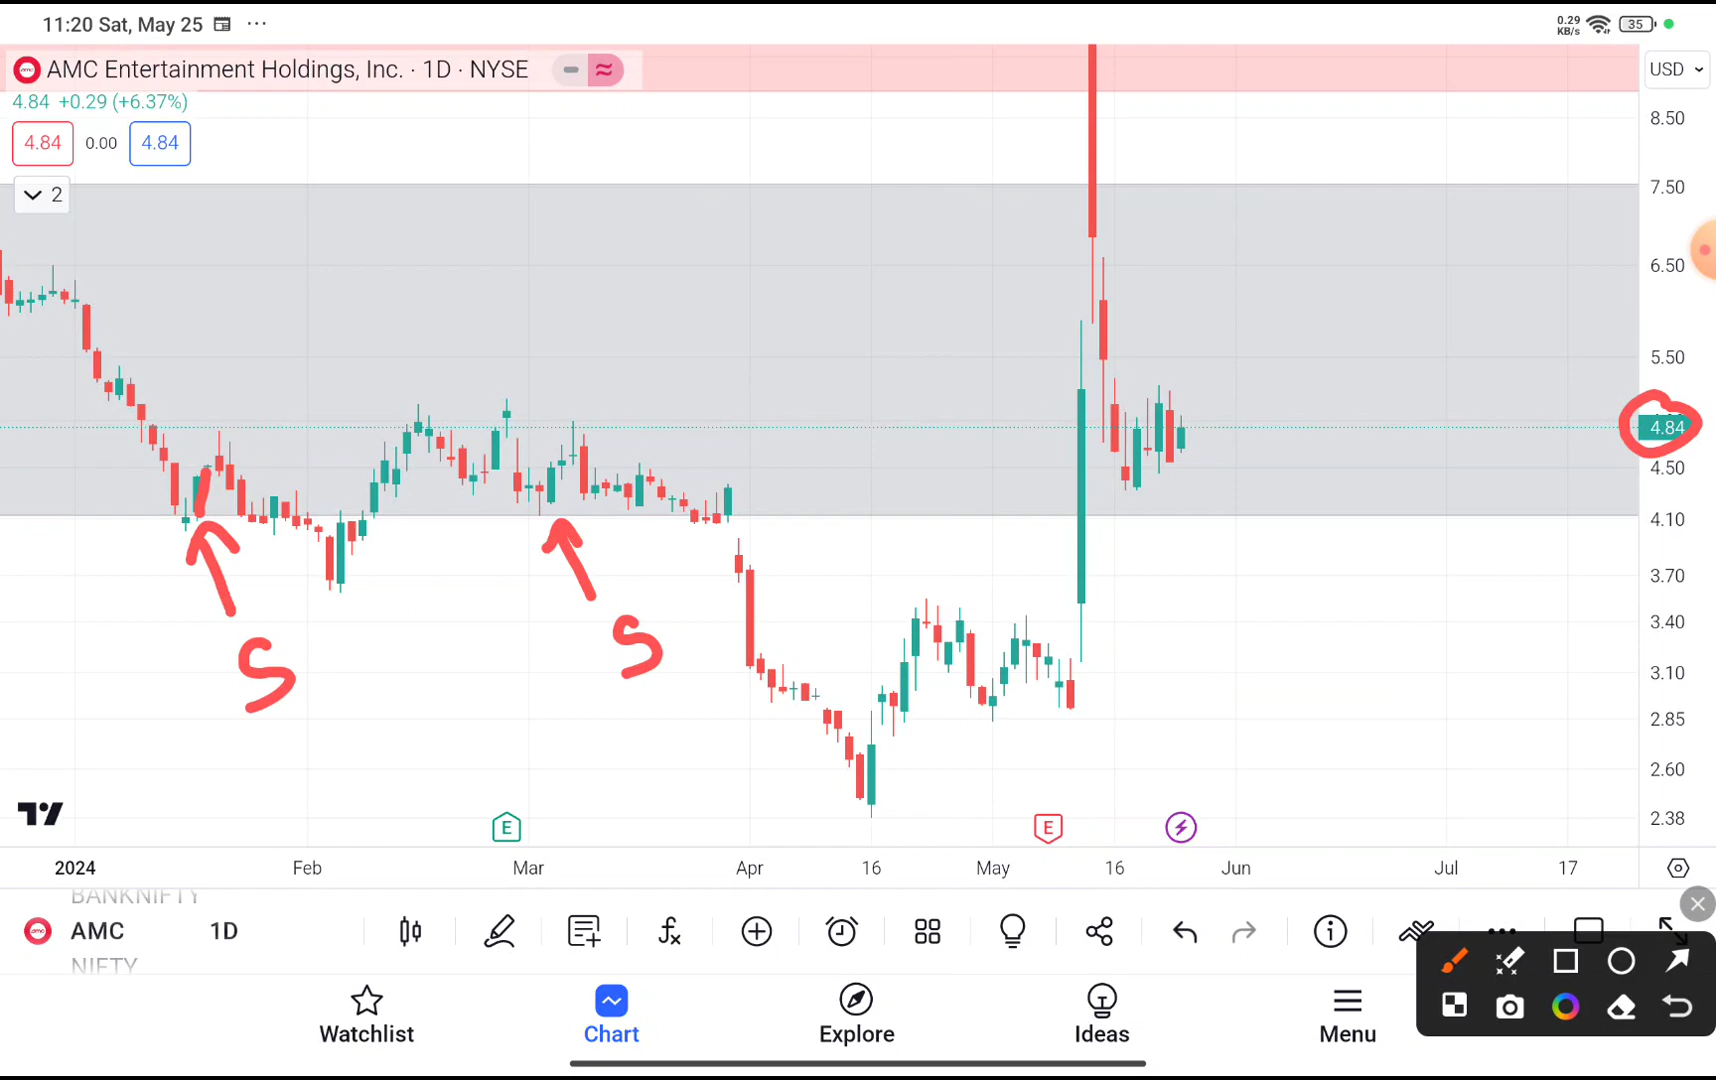 11:20 Sat, May 25 ...
0.29
KB/s
35
amc AMC Entertainment Holdings, Inc. · 1D · NYSE
USD
4.84 +0.29 (+6.37%)
4.84 0.00 4.84
2
8.50
7.50
6.50
5.50
4.84
4.50
4.10
3.70
3.40
3.10
2.85
2.60
2.38
S
S
E E
2024 Feb Mar Apr 16 May 16 Jun Jul 17
BANKNIFTY
amc AMC 1D
NIFTY
Watchlist Chart Explore Ideas Menu